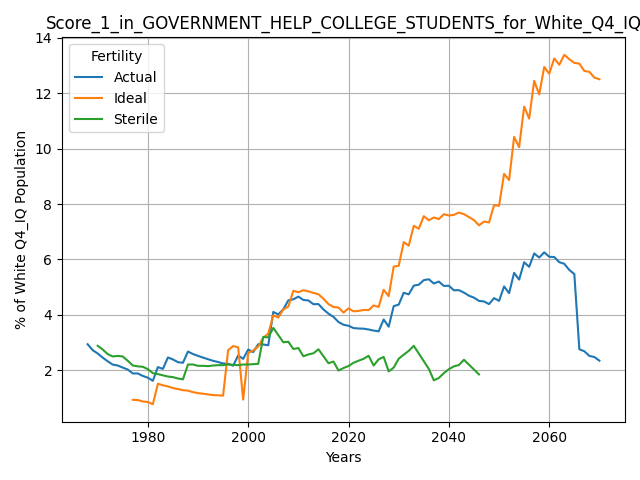 Score_1_in_GOVERNMENT_HELP_COLLEGE_STUDENTS_for_White_Q4_IQ
Fertility
Actual
Ideal
Sterile
% of White Q4_IQ Population
14
12
10
8
6
4
2
1980
2000
2020
2040
2060
Years